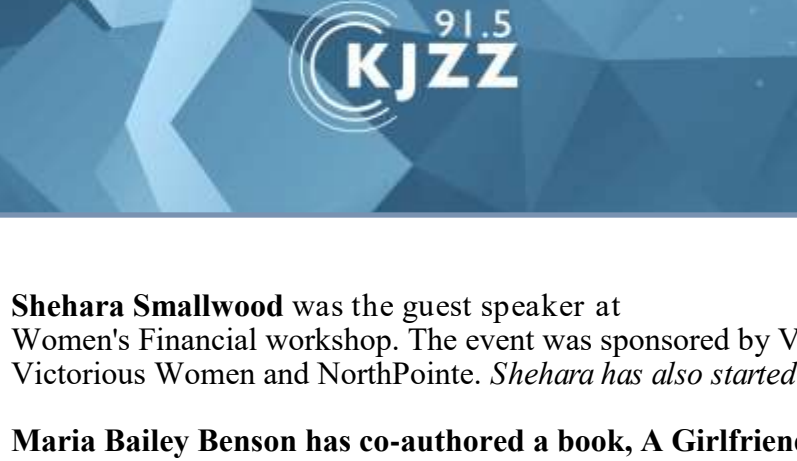 91.5
KJZZ
Shehara Smallwood was the guest speaker at
Women's Financial workshop. The event was sponsored by V
Victorious Women and NorthPointe. Shehara has also started
Maria Bailey Benson has co-authored a book, A Girlfrien